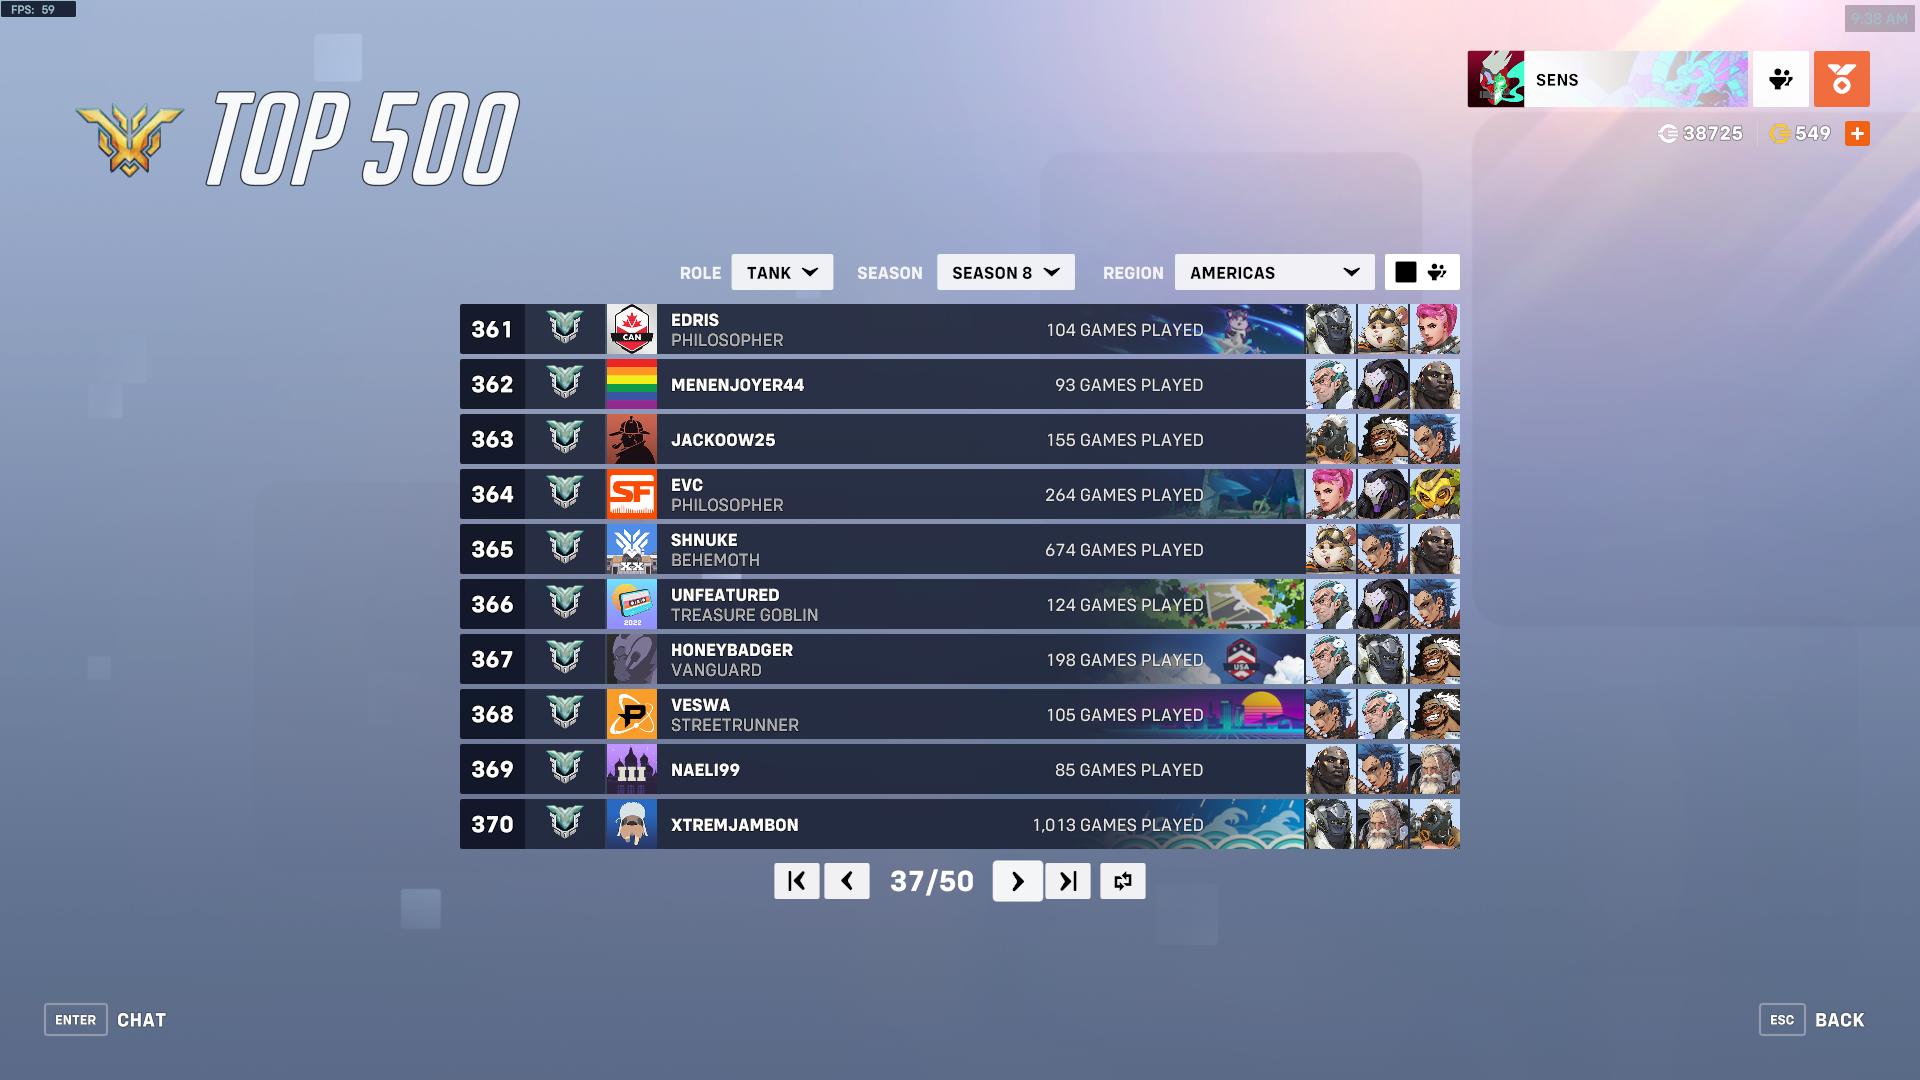 FPS: 59
9:38 AM
TOP 500
SENS
38725
549
ROLE TANK SEASON SEASON 8 REGION AMERICAS
361 CAN EDRIS 104 GAMES PLAYED
PHILOSOPHER
362 MENENJOYER44 93 GAMES PLAYED
363 JACKOOW25 155 GAMES PLAYED
364 SF EVC 264 GAMES PLAYED
PHILOSOPHER
365 XX SHNUKE 674 GAMES PLAYED
BEHEMOTH
366 2022 UNFEATURED 124 GAMES PLAYED
TREASURE GOBLIN
367 HONEYBADGER 198 GAMES PLAYED USA
VANGUARD
368 P VESWA 105 GAMES PLAYED
STREETRUNNER
369 III NAELI99 85 GAMES PLAYED
370 XTREMJAMBON 1,013 GAMES PLAYED
37/50
ENTER CHAT
ESC BACK